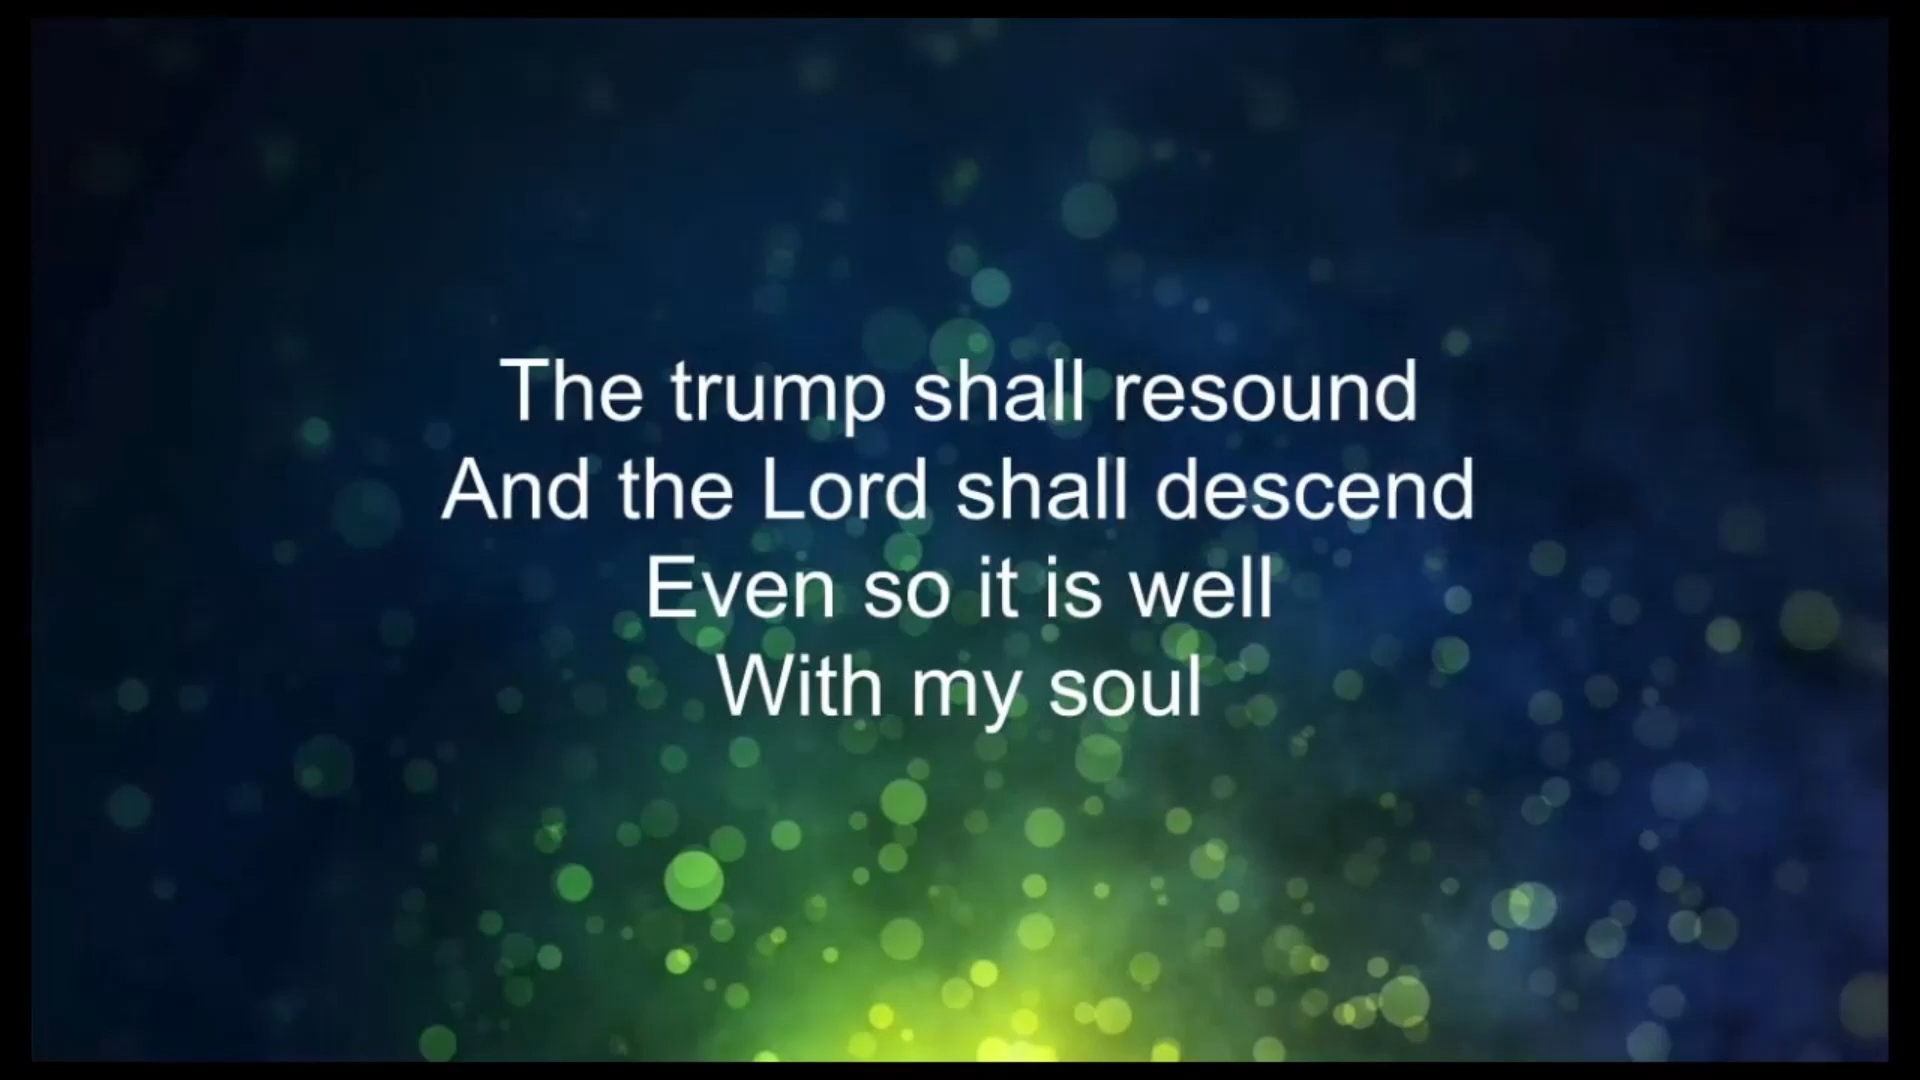 The trump shall resound
And the Lord shall descend
Even so it is well
With my soul